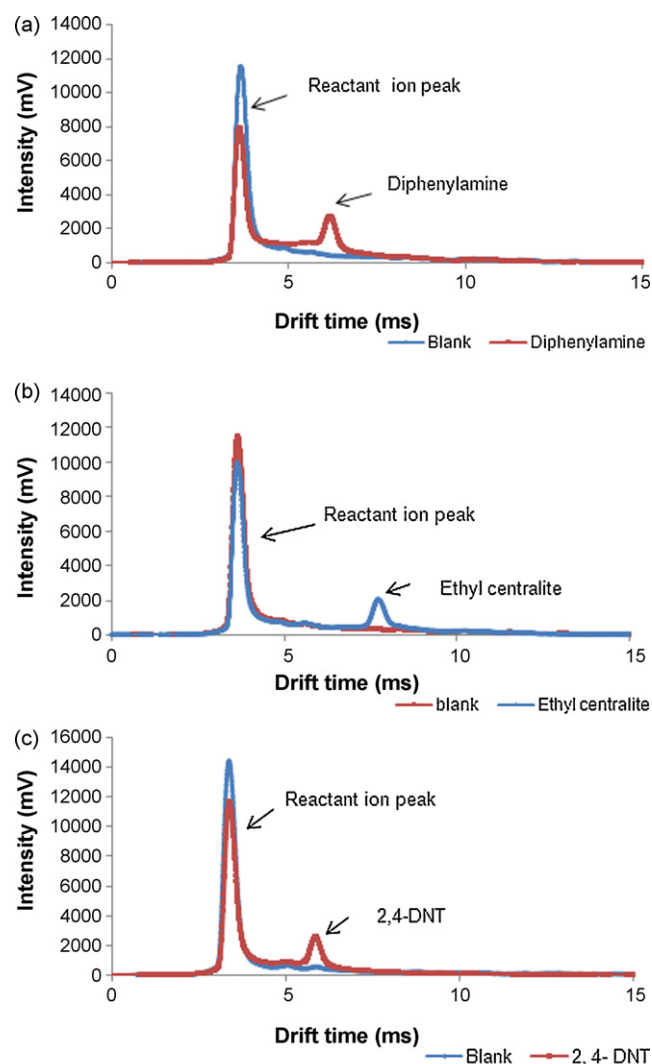 (a)
14000
12000
10000
8000
6000
4000
2000
0
Intensity (mV)
Reactant ion peak
Diphenylamine
0 5 10 15
Drift time (ms)
Blank Diphenylamine
(b)
14000
12000
10000
8000
6000
4000
2000
0
Intensity (mV)
Reactant ion peak
Ethyl centralite
0 5 10 15
Drift time (ms)
blank Ethyl centralite
(c)
16000
14000
12000
10000
8000
6000
4000
2000
0
Intensity (mV)
Reactant ion peak
2,4-DNT
0 5 10 15
Drift time (ms)
Blank 2, 4- DNT